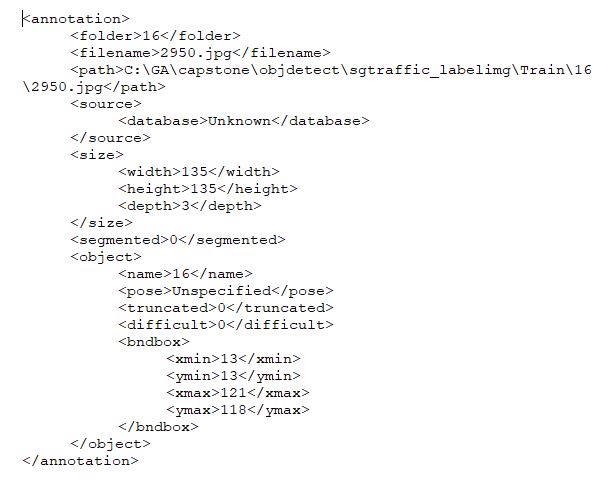 <annotation>
<folder>16</folder>
<filename>2950.jpg</filename>
<path>C:\GA\capstone\objdetect\sgtraffic_labelimg\Train\16
\2950.jpg</path>
<source>
<database>Unknown</database>
</source>
<size>
<width>135</width>
<height>135</height>
<depth>3</depth>
</size>
<segmented>0</segmented>
<object>
<name>16</name>
<pose>Unspecified</pose>
<truncated>0</truncated>
<difficult>0</difficult>
<bndbox>
<xmin>13</xmin>
<ymin>13</ymin>
<xmax>121</xmax>
<ymax>118</ymax>
</bndbox>
</object>
</annotation>